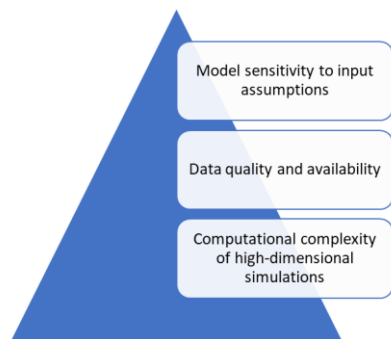 Model sensitivity to input
assumptions
Data quality and availability
Computational complexity
of high-dimensional
simulations